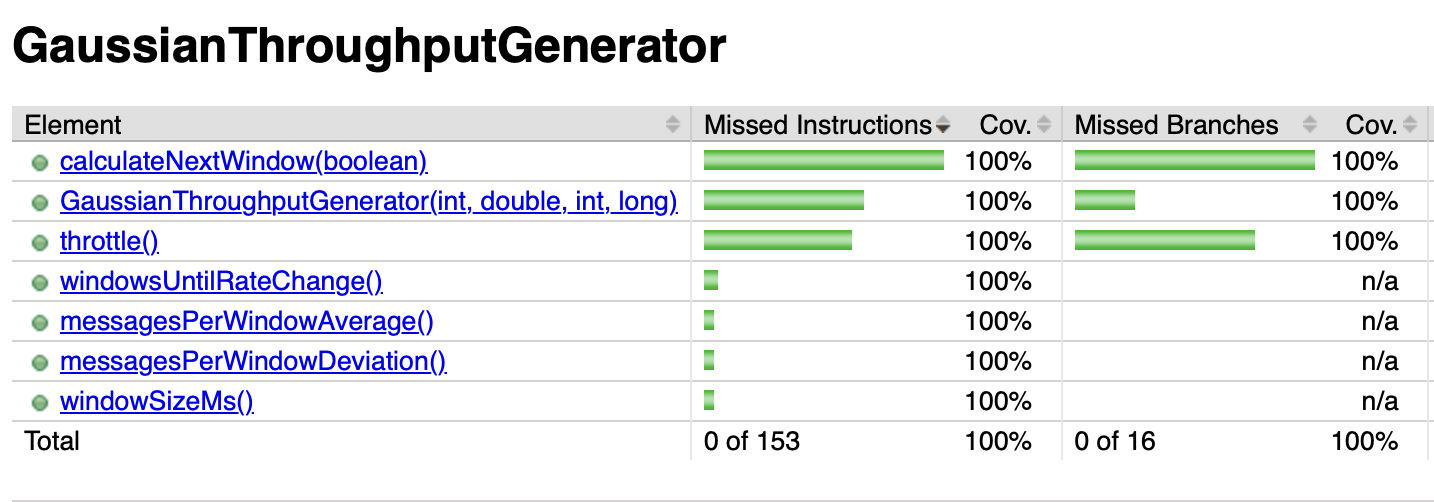 GaussianThroughputGenerator
Element Missed Instructions Cov. Missed Branches Cov.
calculateNextWindow(boolean) 100% 100%
GaussianThroughputGenerator(int, double, int, long) 100% 100%
throttle() 100% 100%
windowsUntilRateChange() 100% n/a
messagesPerWindowAverage() 100% n/a
messagesPerWindowDeviation() 100% n/a
windowSizeMs() 100% n/a
Total 0 of 153 100% 0 of 16 100%